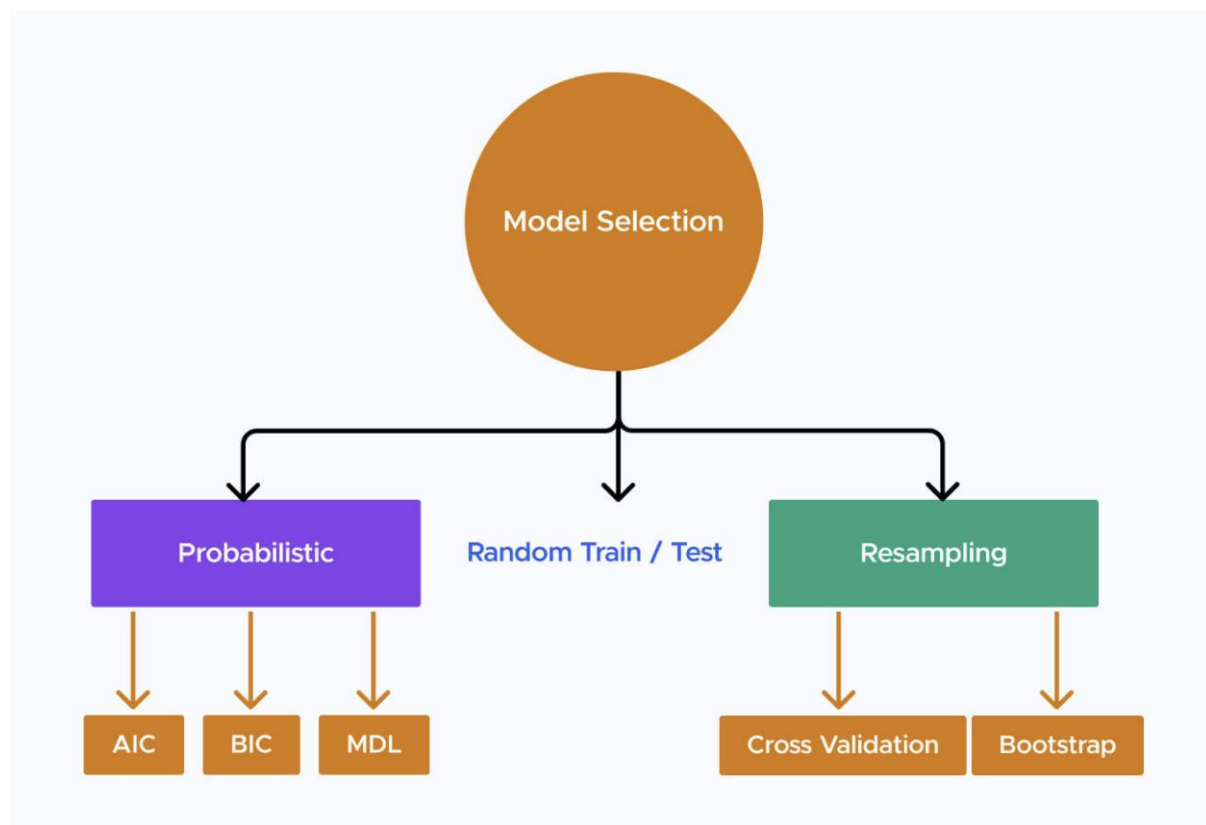 Model Selection
Probabilistic
Random Train / Test
Resampling
AIC
BIC
MDL
Cross Validation
Bootstrap